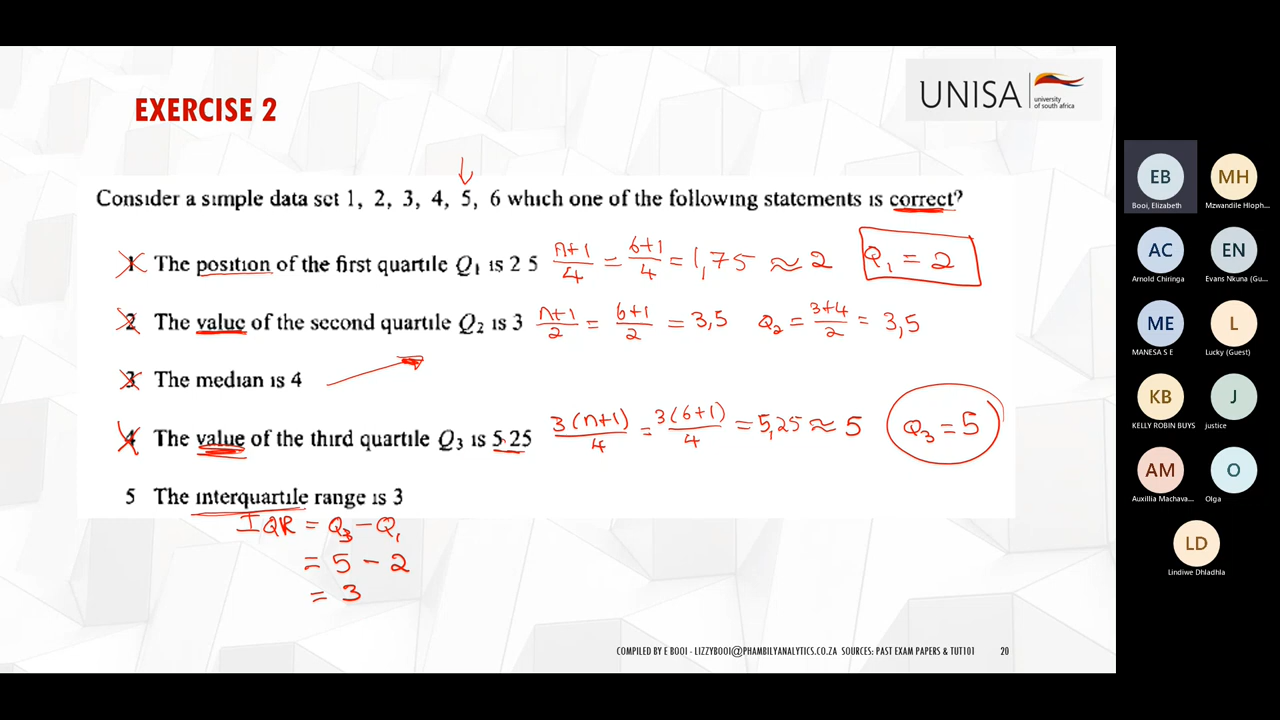 EXERCISE 2
UNISA | university of south africa
↓
Consider a simple data set 1, 2, 3, 4, 5, 6 which one of the following statements is correct?
1 The position of the first quartile Q₁ is 2 5 (n+1)/4 = (6+1)/4 = 1,75 ≈ 2 Q₁ = 2
2 The value of the second quartile Q₂ is 3 (n+1)/2 = (6+1)/2 = 3,5 Q₂ = (3+4)/2 = 3,5
3 The median is 4
4 The value of the third quartile Q₃ is 5.25 3(n+1)/4 = 3(6+1)/4 = 5,25 ≈ 5 Q₃ = 5
5 The interquartile range is 3
IQR = Q₃ - Q₁
= 5 - 2
= 3
COMPILED BY E BOOI - LIZZYBOOI@PHAMBILYANALYTICS.CO.ZA SOURCES: PAST EXAM PAPERS & TUT101 20
EB MH
Booi, Elizabeth Mzwandile Hloph...
AC EN
Arnold Chiringa Evans Nkuna (Gu...
ME L
MANESA S E Lucky (Guest)
KB J
KELLY ROBIN BUYS justice
AM O
Auxillia Machava... Olga
LD
Lindiwe Dhladhla